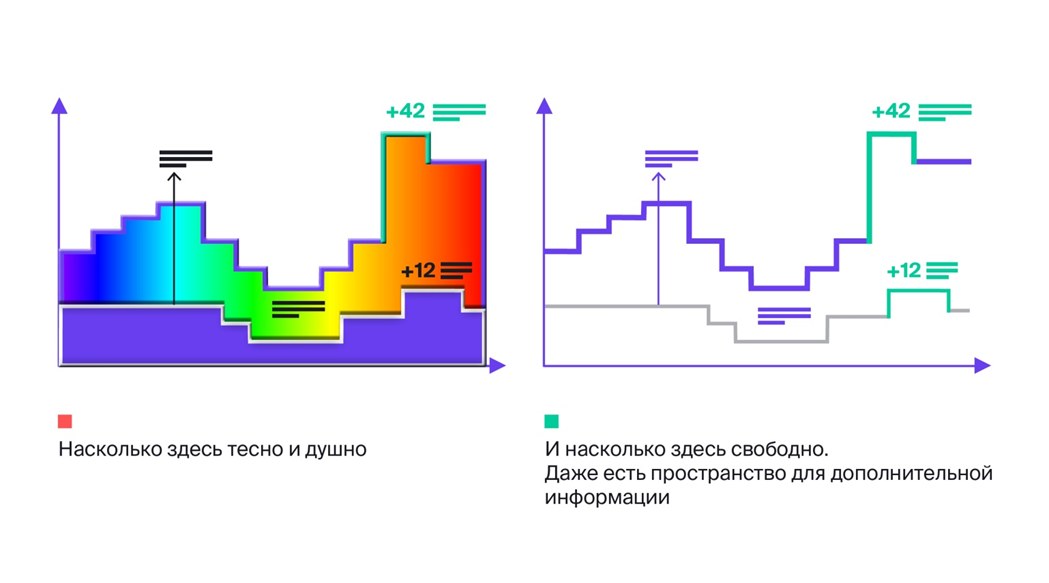 +42
+12
+42
+12
Насколько здесь тесно и душно
И насколько здесь свободно.
Даже есть пространство для дополнительной
информации